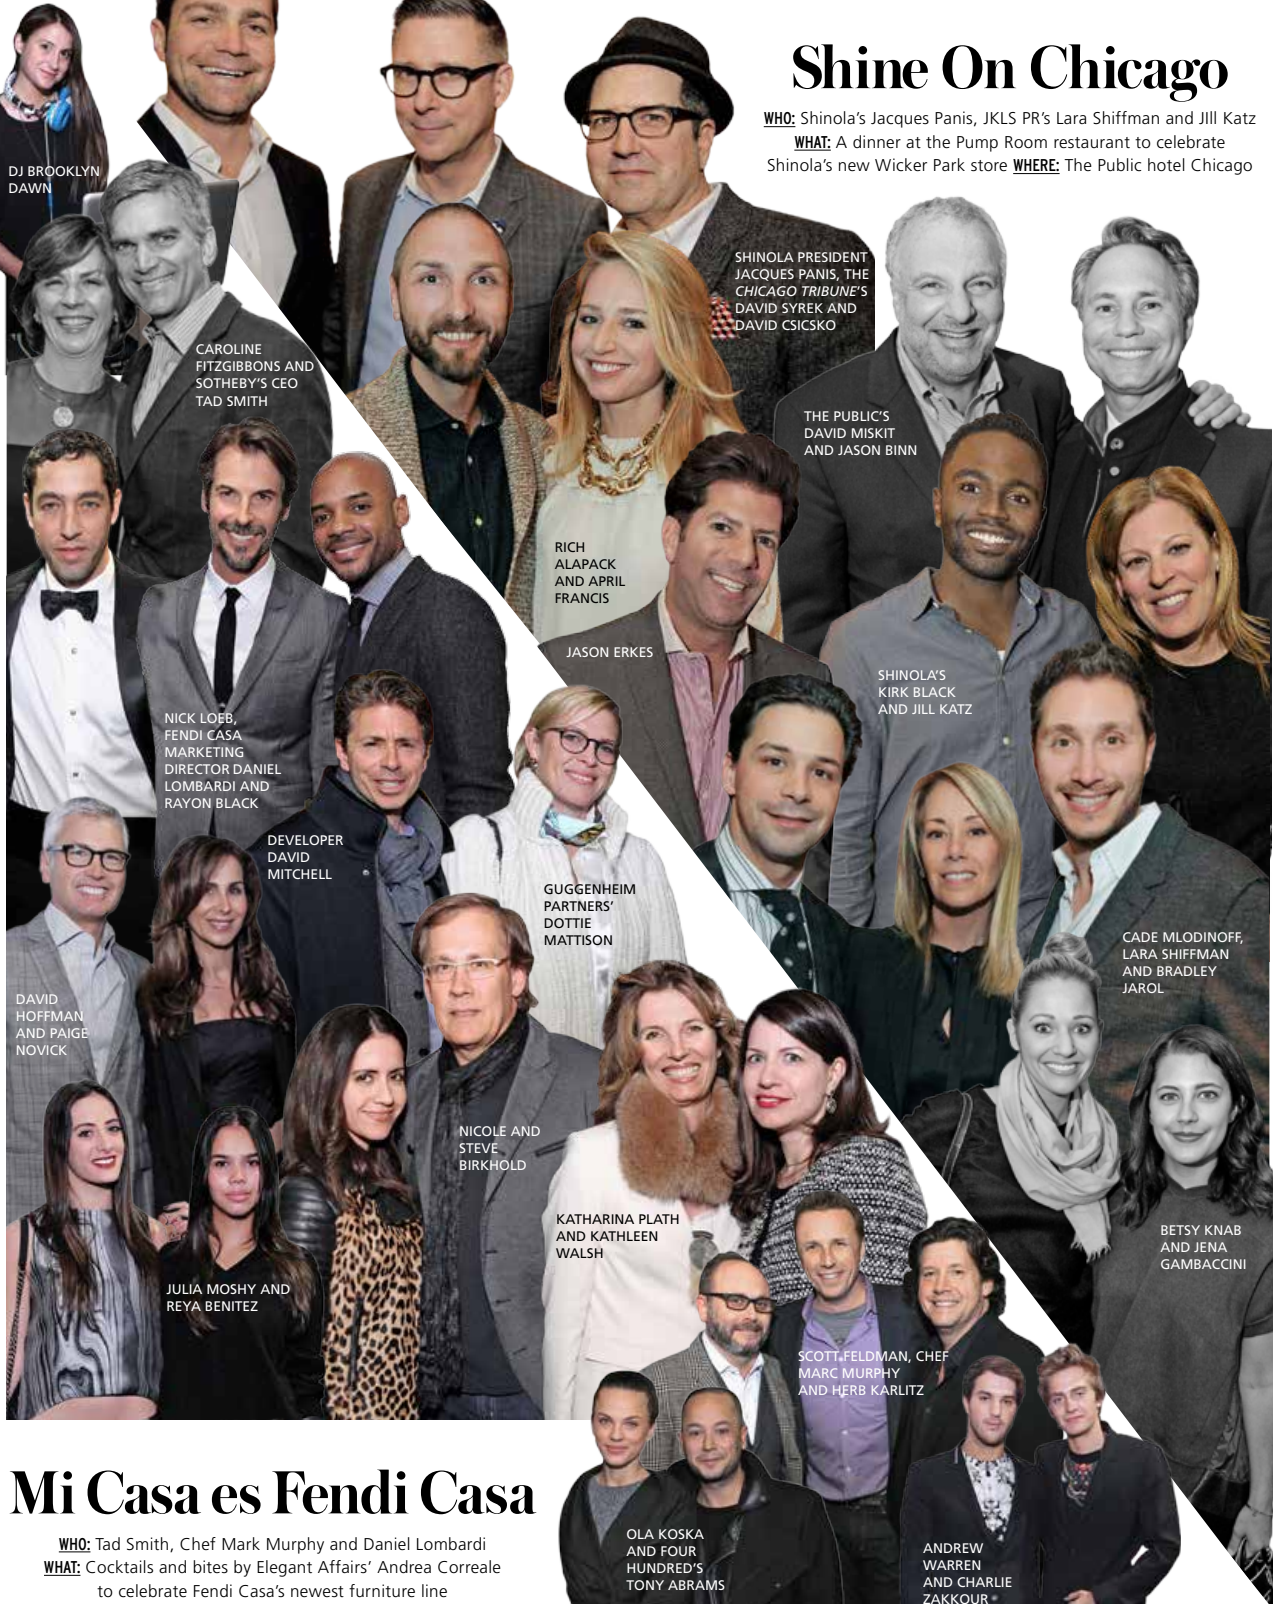 Shine On Chicago
WHO: Shinola's Jacques Panis, JKLS PR's Lara Shiffman and JIll Katz
WHAT: A dinner at the Pump Room restaurant to celebrate
Shinola's new Wicker Park store WHERE: The Public hotel Chicago
DJ BROOKLYN
DAWN
SHINOLA PRESIDENT
JACQUES PANIS, THE
CHICAGO TRIBUNE'S
DAVID SYREK AND
DAVID CSICSKO
CAROLINE
FITZGIBBONS AND
SOTHEBY'S CEO
TAD SMITH
THE PUBLIC'S
DAVID MISKIT
AND JASON BINN
RICH
ALAPACK
AND APRIL
FRANCIS
JASON ERKES
SHINOLA'S
KIRK BLACK
AND JILL KATZ
NICK LOEB,
FENDI CASA
MARKETING
DIRECTOR DANIEL
LOMBARDI AND
RAYON BLACK
DEVELOPER
DAVID
MITCHELL
GUGGENHEIM
PARTNERS'
DOTTIE
MATTISON
CADE MLODINOFF,
LARA SHIFFMAN
AND BRADLEY
JAROL
DAVID
HOFFMAN
AND PAIGE
NOVICK
NICOLE AND
STEVE
BIRKHOLD
KATHARINA PLATH
AND KATHLEEN
WALSH
BETSY KNAB
AND JENA
GAMBACCINI
JULIA MOSHY AND
REYA BENITEZ
SCOTT FELDMAN, CHEF
MARC MURPHY
AND HERB KARLITZ
OLA KOSKA
AND FOUR
HUNDRED'S
TONY ABRAMS
ANDREW
WARREN
AND CHARLIE
ZAKKOUR
Mi Casa es Fendi Casa
WHO: Tad Smith, Chef Mark Murphy and Daniel Lombardi
WHAT: Cocktails and bites by Elegant Affairs' Andrea Correale
to celebrate Fendi Casa's newest furniture line